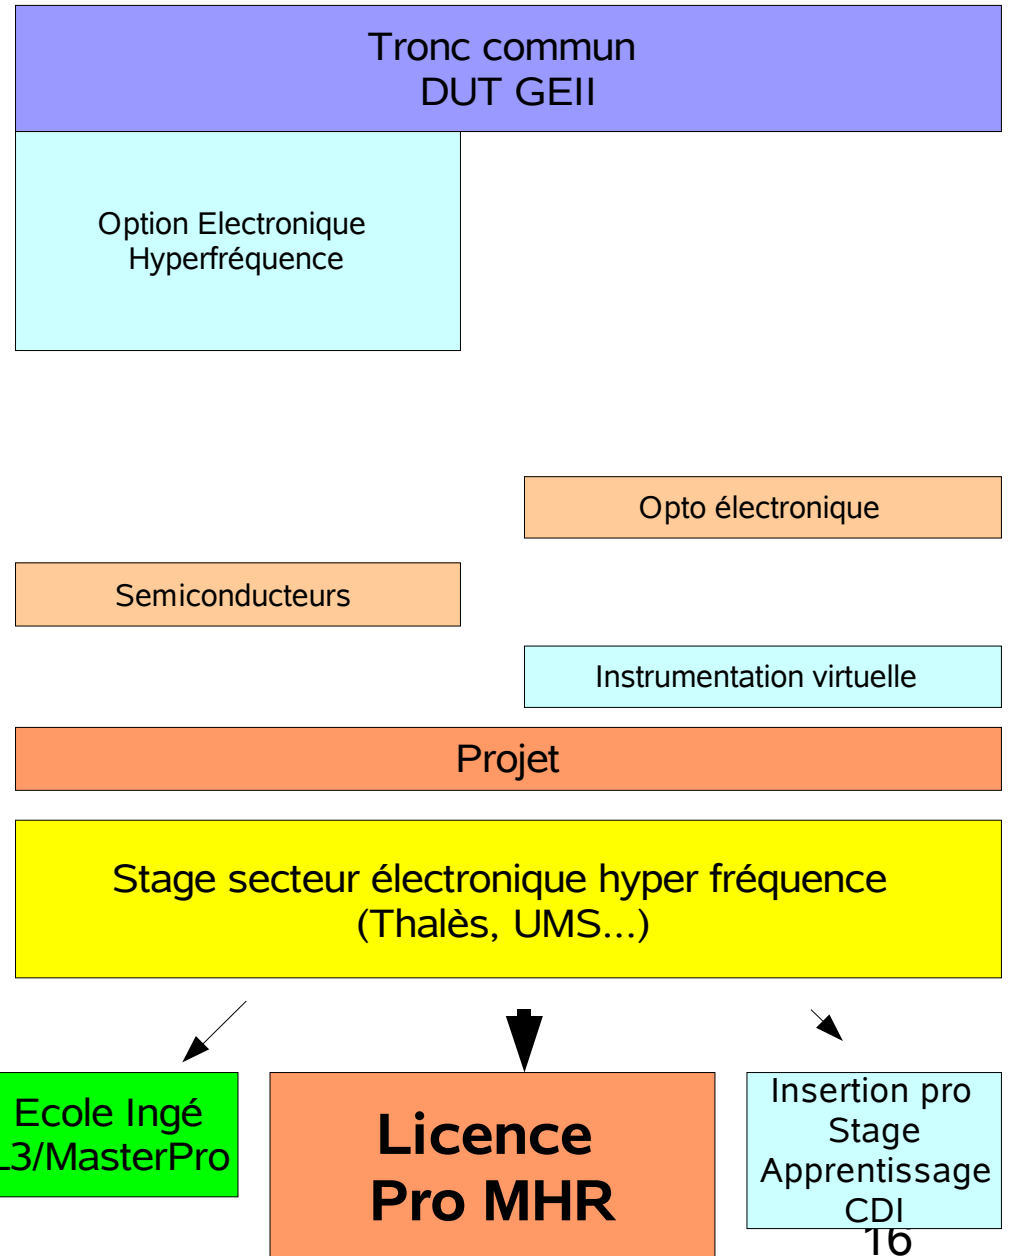 Tronc commun
DUT GEII
Option Electronique
Hyperfréquence
Opto électronique
Semiconducteurs
Instrumentation virtuelle
Projet
Stage secteur électronique hyper fréquence
(Thalès, UMS...)
Ecole Ingé
L3/MasterPro
Licence
Pro MHR
Insertion pro
Stage
Apprentissage
CDI
16